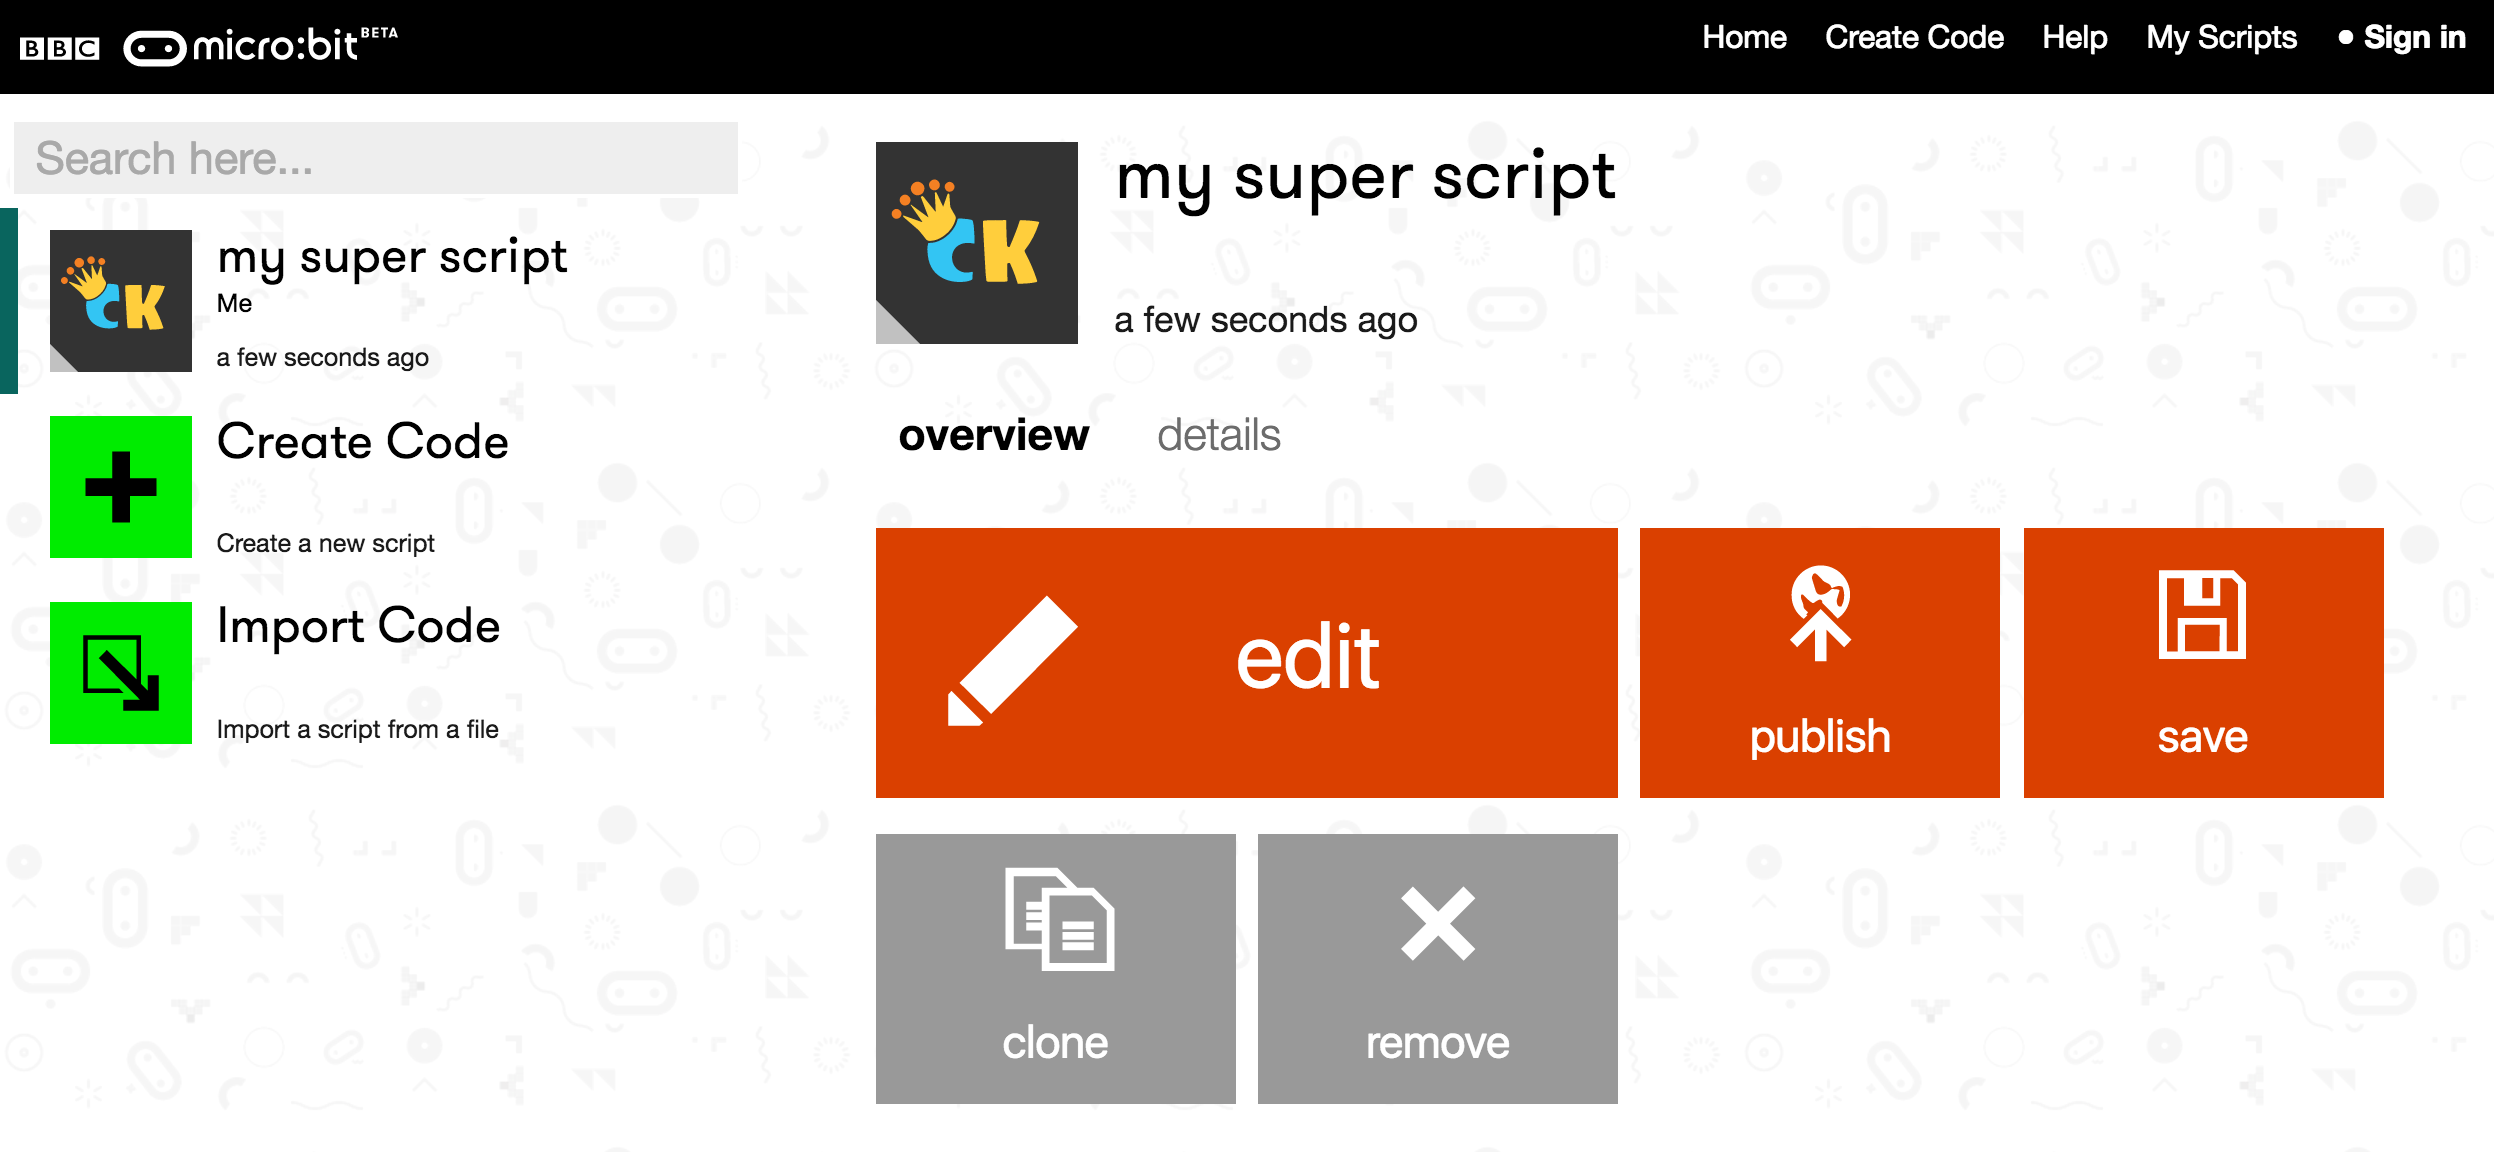 BBC micro:bit BETA
Home Create Code Help My Scripts Sign in
Search here...
CK
my super script
Me
a few seconds ago
Create Code
Create a new script
Import Code
Import a script from a file
CK
my super script
a few seconds ago
overview details
edit
publish
save
clone
remove